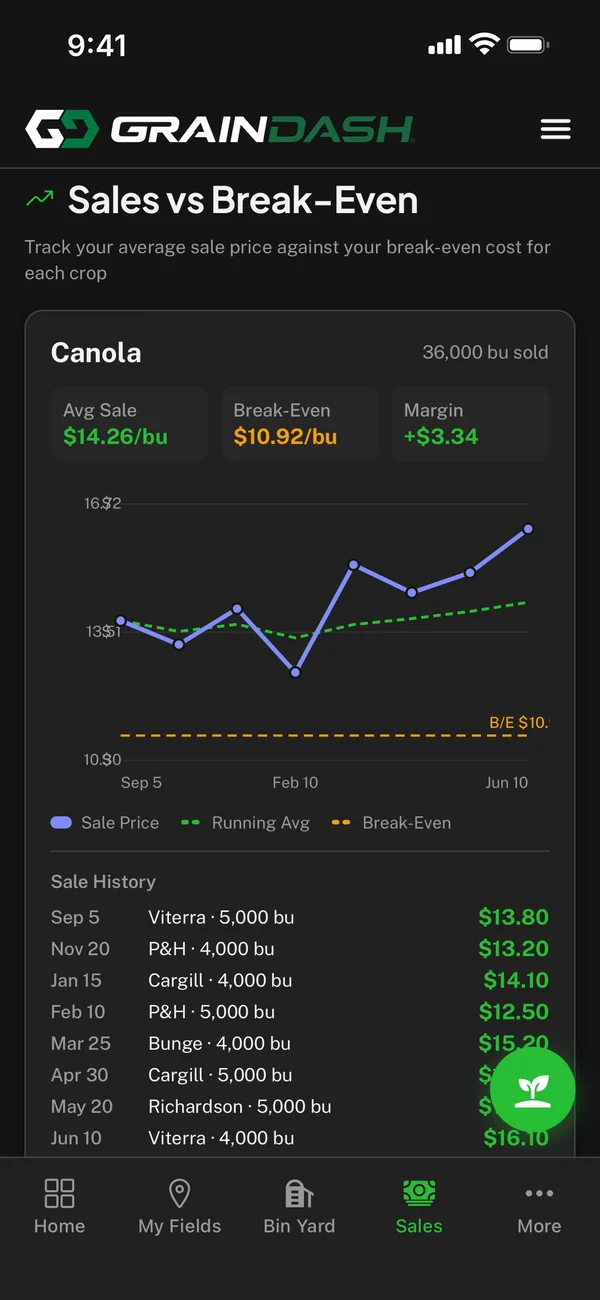 9:41
GRAINDASH
Sales vs Break-Even
Track your average sale price against your break-even cost for
each crop
Canola
36,000 bu sold
Avg Sale
$14.26/bu
Break-Even
$10.92/bu
Margin
+$3.34
B/E $10.
Sep 5
Feb 10
Jun 10
Sale Price
Running Avg
Break-Even
Sale History
Sep 5 Viterra · 5,000 bu $13.80
Nov 20 P&H · 4,000 bu $13.20
Jan 15 Cargill · 4,000 bu $14.10
Feb 10 P&H · 5,000 bu $12.50
Mar 25 Bunge · 4,000 bu $15.20
Apr 30 Cargill · 5,000 bu
May 20 Richardson · 5,000 bu
Jun 10 Viterra · 4,000 bu $16.10
Home
My Fields
Bin Yard
Sales
More